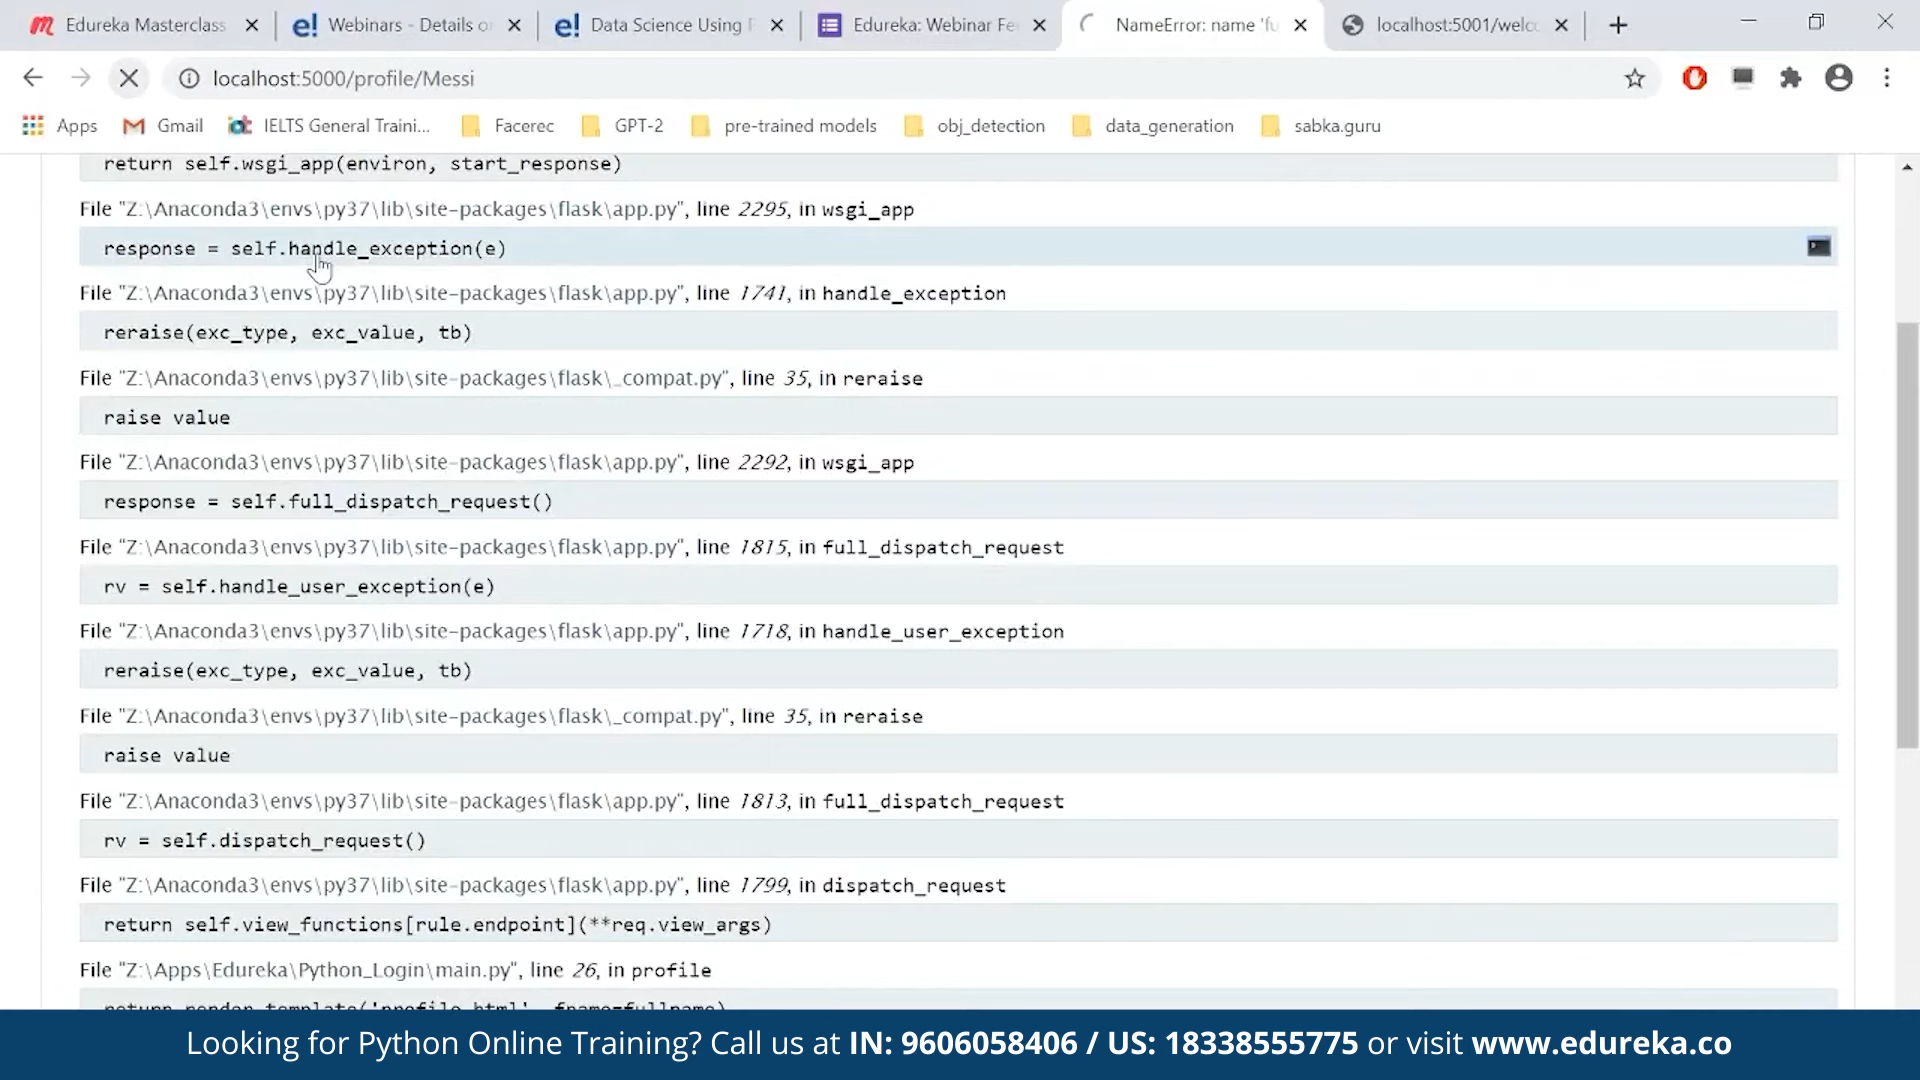 Edureka Masterclass
Webinars - Details o
Data Science Using
Edureka: Webinar Fe
NameError: name 'fu
localhost:5001/welc
localhost:5000/profile/Messi
Apps
Gmail
IELTS General Traini...
Facerec
GPT-2
pre-trained models
obj_detection
data_generation
sabka.guru
return self.wsgi_app(environ, start_response)
File "Z:\Anaconda3\envs\py37\lib\site-packages\flask\app.py", line 2295, in wsgi_app
response = self.handle_exception(e)
File "Z:\Anaconda3\envs\py37\lib\site-packages\flask\app.py", line 1741, in handle_exception
reraise(exc_type, exc_value, tb)
File "Z:\Anaconda3\envs\py37\lib\site-packages\flask\_compat.py", line 35, in reraise
raise value
File "Z:\Anaconda3\envs\py37\lib\site-packages\flask\app.py", line 2292, in wsgi_app
response = self.full_dispatch_request()
File "Z:\Anaconda3\envs\py37\lib\site-packages\flask\app.py", line 1815, in full_dispatch_request
rv = self.handle_user_exception(e)
File "Z:\Anaconda3\envs\py37\lib\site-packages\flask\app.py", line 1718, in handle_user_exception
reraise(exc_type, exc_value, tb)
File "Z:\Anaconda3\envs\py37\lib\site-packages\flask\_compat.py", line 35, in reraise
raise value
File "Z:\Anaconda3\envs\py37\lib\site-packages\flask\app.py", line 1813, in full_dispatch_request
rv = self.dispatch_request()
File "Z:\Anaconda3\envs\py37\lib\site-packages\flask\app.py", line 1799, in dispatch_request
return self.view_functions[rule.endpoint](**req.view_args)
File "Z:\Apps\Edureka\Python_Login\main.py", line 26, in profile
return render_template('profile.html', fname=fullname)
Looking for Python Online Training? Call us at IN: 9606058406 / US: 18338555775 or visit www.edureka.co